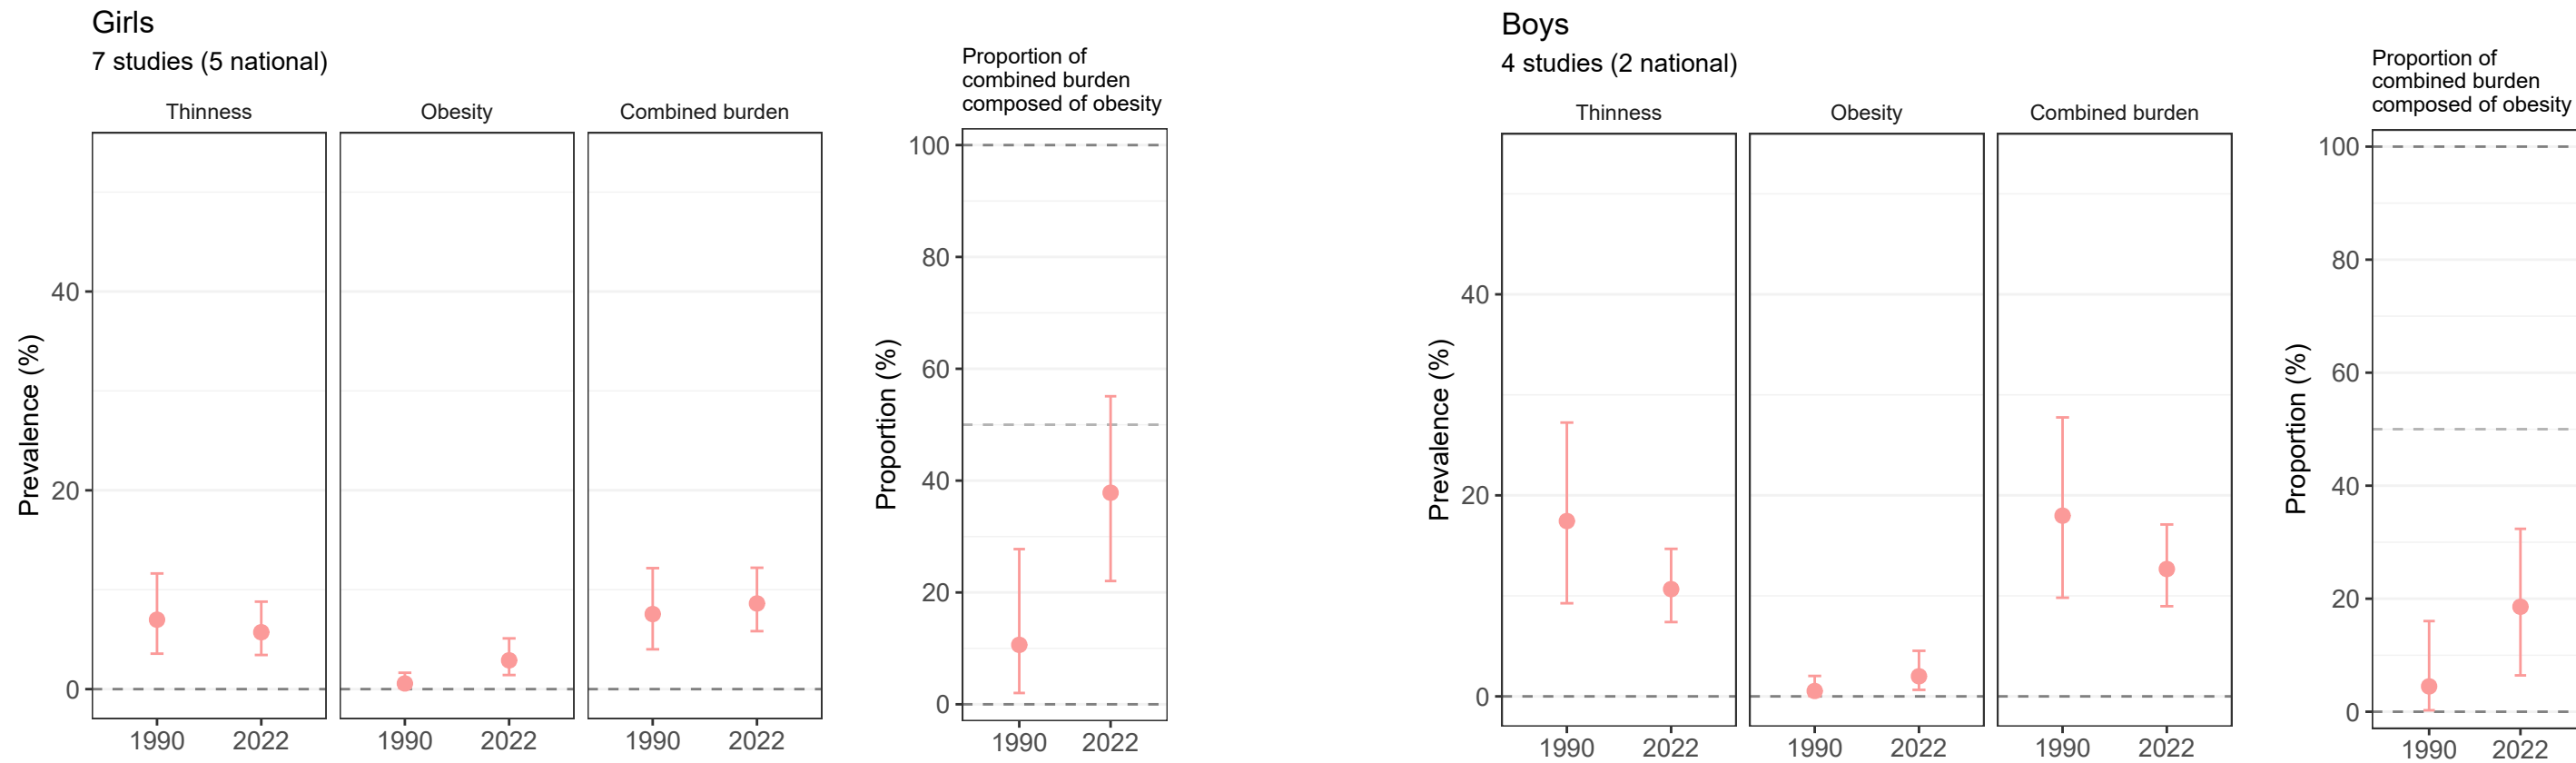 Girls
7 studies (5 national)
Thinness
Obesity
Combined burden
Proportion of
combined burden
composed of obesity
Prevalence (%)
40
20
0
1990 2022
1990 2022
1990 2022
Proportion (%)
100
80
60
40
20
0
1990 2022
Boys
4 studies (2 national)
Thinness
Obesity
Combined burden
Proportion of
combined burden
composed of obesity
Prevalence (%)
40
20
0
1990 2022
1990 2022
1990 2022
Proportion (%)
100
80
60
40
20
0
1990 2022